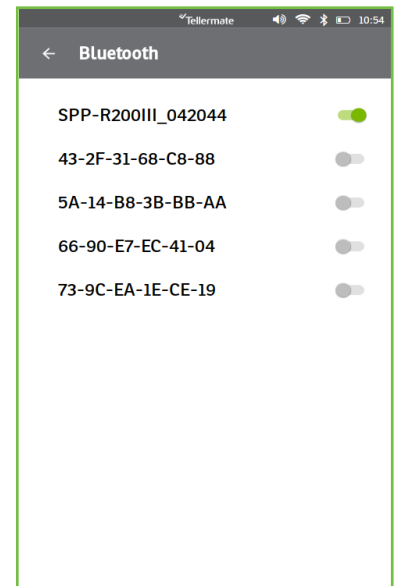 Tellermate 10:54
← Bluetooth
SPP-R200III_042044
43-2F-31-68-C8-88
5A-14-B8-3B-BB-AA
66-90-E7-EC-41-04
73-9C-EA-1E-CE-19